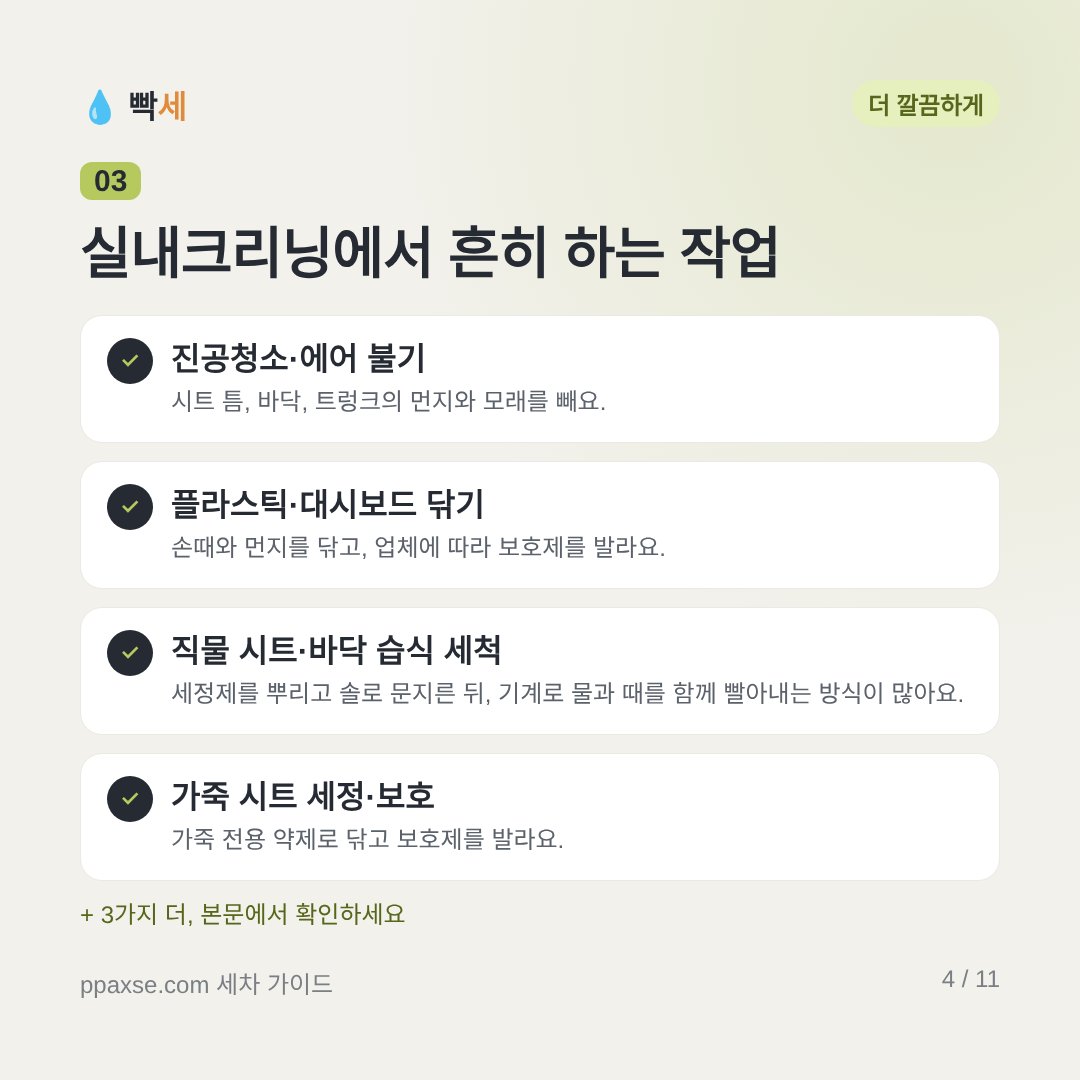 빡세
더 깔끔하게
03
실내크리닝에서 흔히 하는 작업
진공청소·에어 불기
시트 틈, 바닥, 트렁크의 먼지와 모래를 빼요.
플라스틱·대시보드 닦기
손때와 먼지를 닦고, 업체에 따라 보호제를 발라요.
직물 시트·바닥 습식 세척
세정제를 뿌리고 솔로 문지른 뒤, 기계로 물과 때를 함께 빨아내는 방식이 많아요.
가죽 시트 세정·보호
가죽 전용 약제로 닦고 보호제를 발라요.
+ 3가지 더, 본문에서 확인하세요
ppaxse.com 세차 가이드
4 / 11